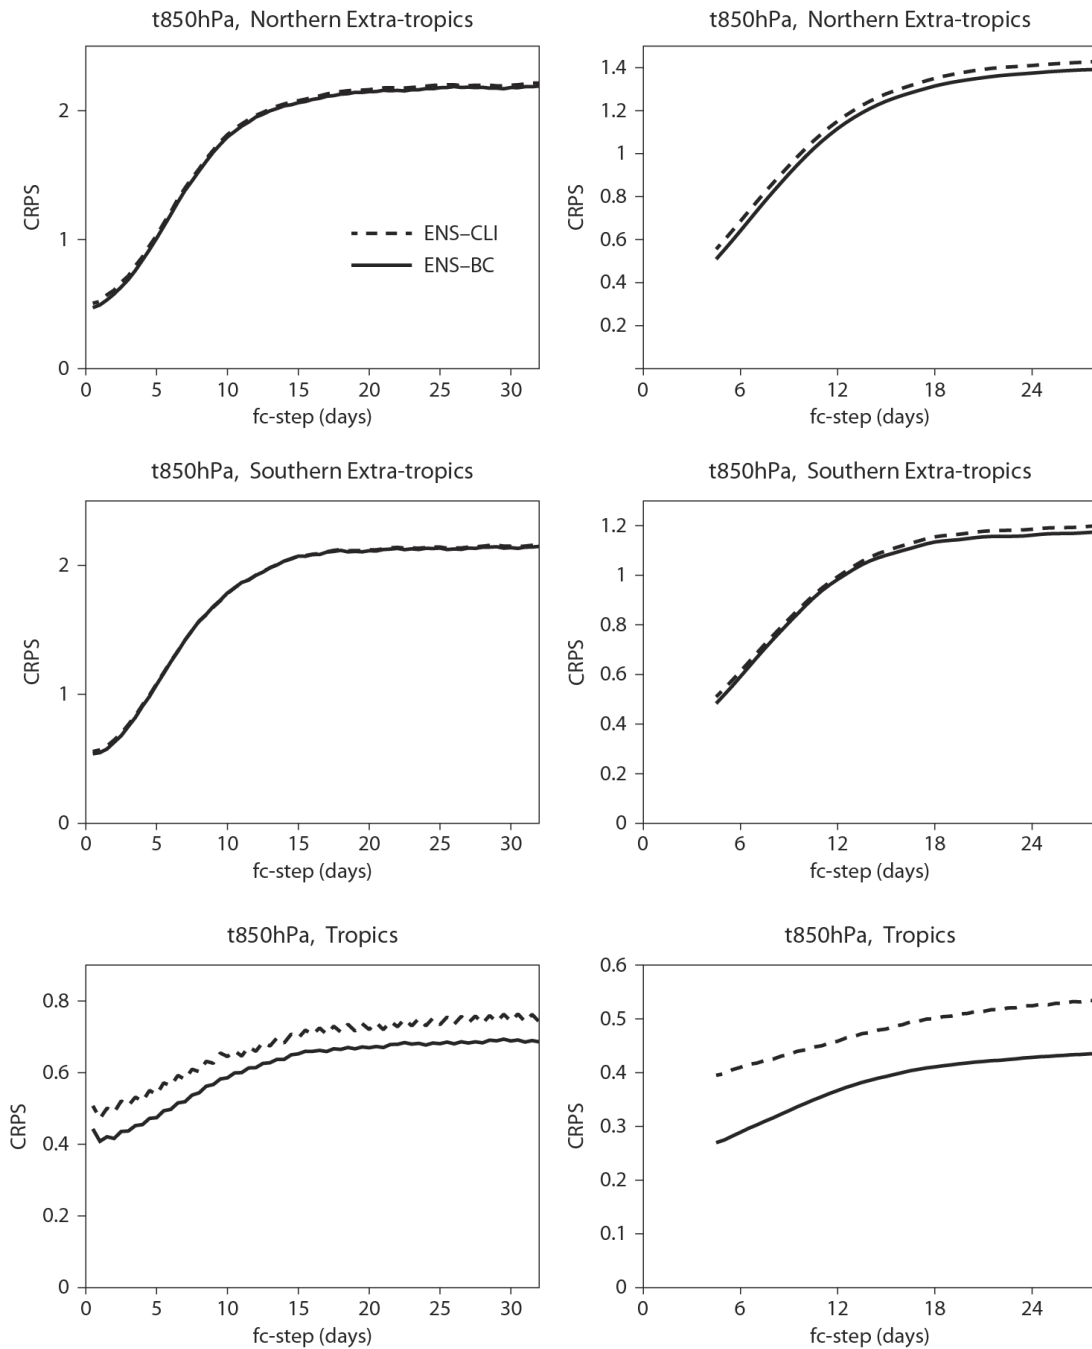 t850hPa, Northern Extra-tropics
CRPS
2
1
0
ENS–CLI
ENS–BC
0 5 10 15 20 25 30
fc-step (days)
t850hPa, Northern Extra-tropics
CRPS
1.4
1.2
1
0.8
0.6
0.4
0.2
0 6 12 18 24
fc-step (days)
t850hPa, Southern Extra-tropics
CRPS
2
1
0
0 5 10 15 20 25 30
fc-step (days)
t850hPa, Southern Extra-tropics
CRPS
1.2
1
0.8
0.6
0.4
0.2
0
0 6 12 18 24
fc-step (days)
t850hPa, Tropics
CRPS
0.8
0.6
0.4
0.2
0
0 5 10 15 20 25 30
fc-step (days)
t850hPa, Tropics
CRPS
0.6
0.5
0.4
0.3
0.2
0.1
0
0 6 12 18 24
fc-step (days)